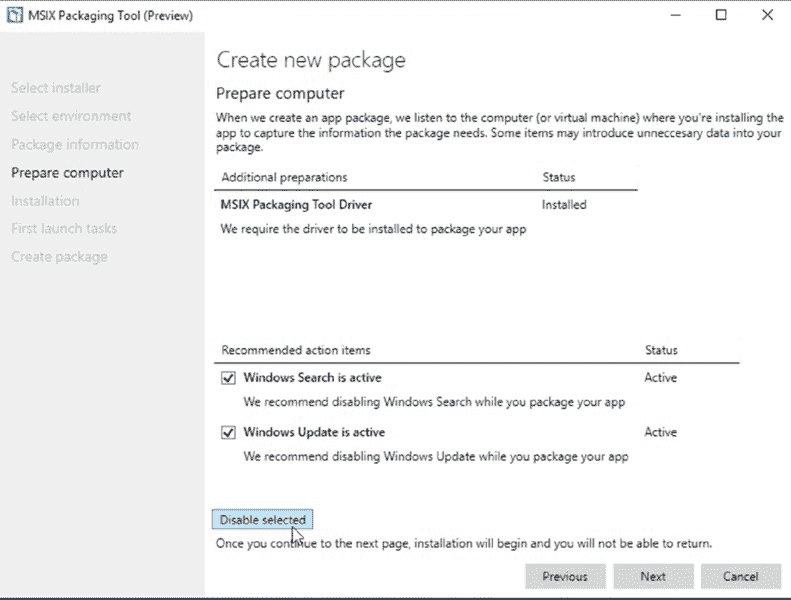 MSIX Packaging Tool (Preview)
Create new package
Select installer
Select environment
Package information
Prepare computer
Installation
First launch tasks
Create package
Prepare computer
When we create an app package, we listen to the computer (or virtual machine) where you're installing the
app to capture the information the package needs. Some items may introduce unneccesary data into your
package.
Additional preparations Status
MSIX Packaging Tool Driver Installed
We require the driver to be installed to package your app
Recommended action items Status
Windows Search is active Active
We recommend disabling Windows Search while you package your app
Windows Update is active Active
We recommend disabling Windows Update while you package your app
Disable selected
Once you continue to the next page, installation will begin and you will not be able to return.
Previous Next Cancel